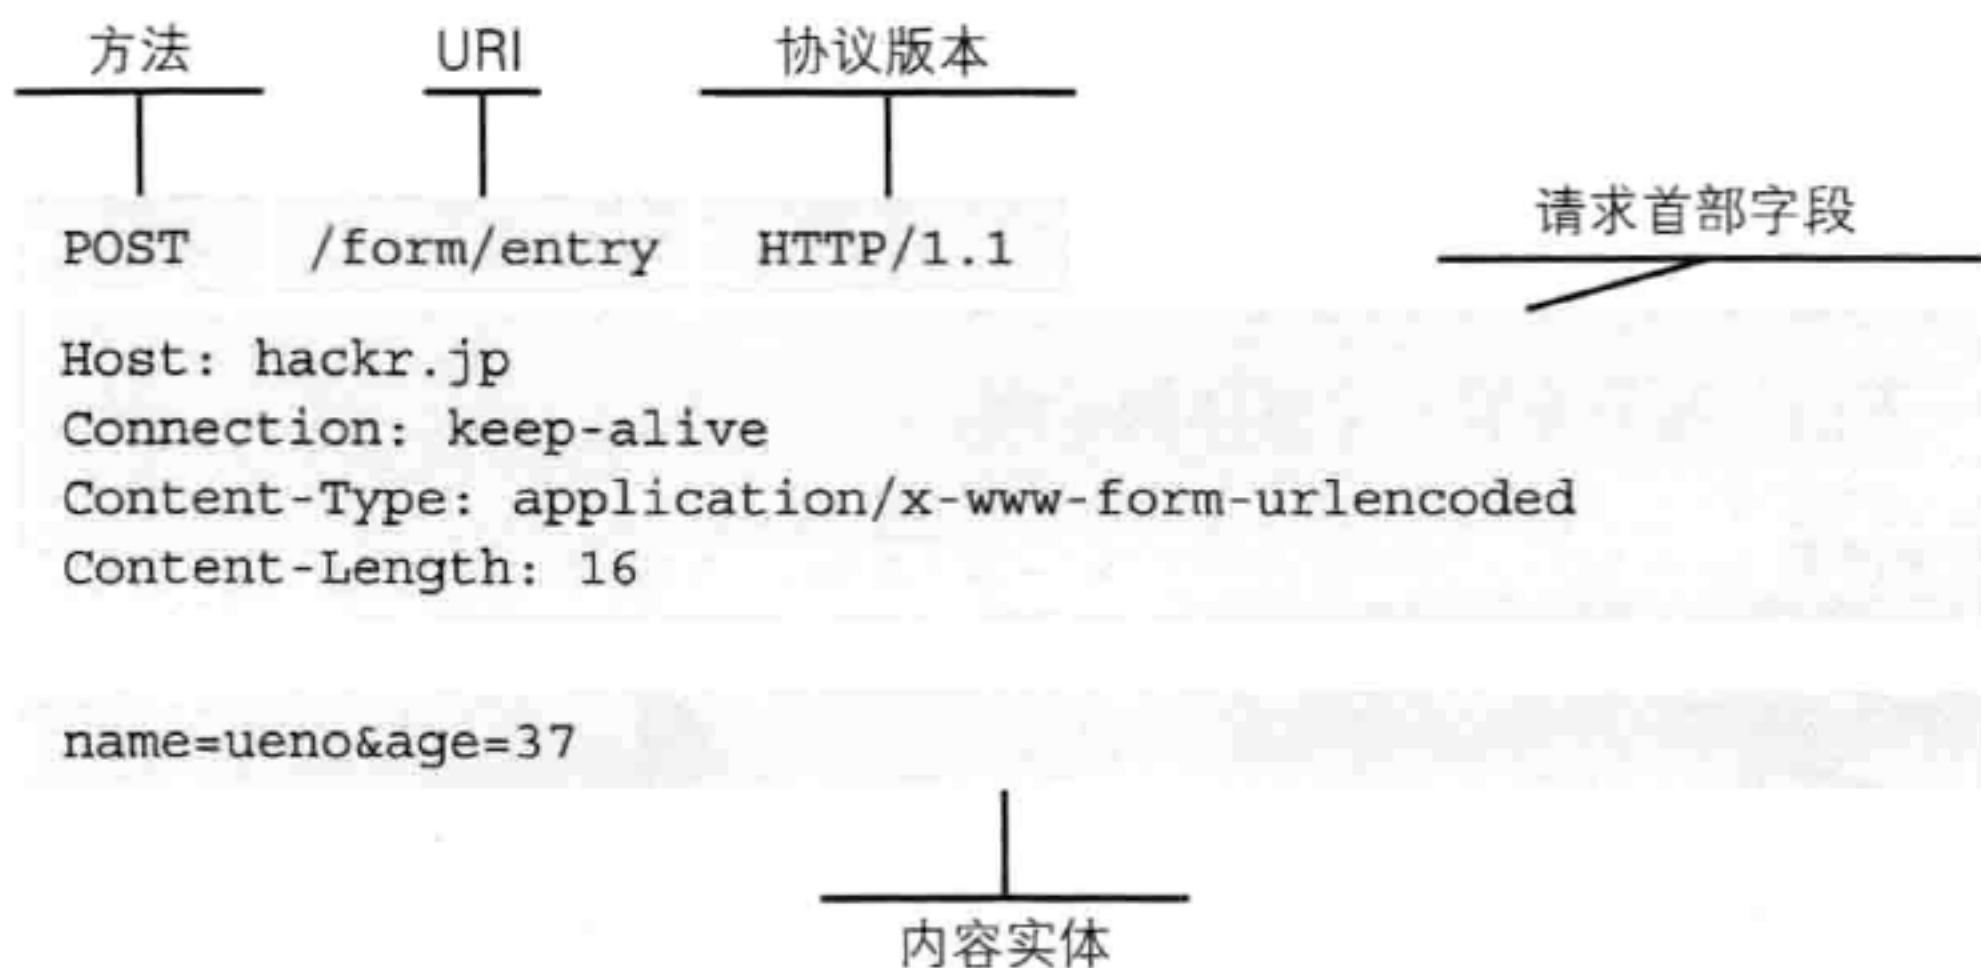 方法 URI 协议版本
请求首部字段
POST /form/entry HTTP/1.1
Host: hackr.jp
Connection: keep-alive
Content-Type: application/x-www-form-urlencoded
Content-Length: 16
name=ueno&age=37
内容实体